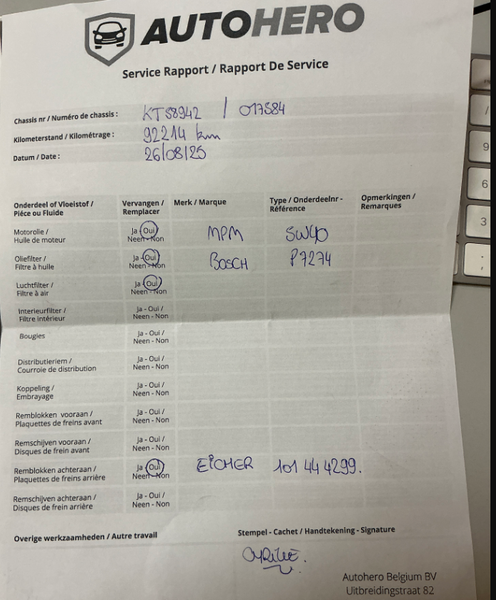 AUTOHERO
Service Rapport / Rapport De Service
Chassis nr / Numéro de chassis : KT58942 / 017584
Kilometerstand / Kilométrage : 92214 km
Datum / Date : 26/08/25
Onderdeel of Vloeistof / Pièce ou Fluide Vervangen / Remplacer Merk / Marque Type / Onderdeelnr - Référence Opmerkingen / Remarques
Motorolie / Huile de moteur Ja - Oui Neen - Non MPM 5W40
Oliefilter / Filtre à huile Ja - Oui Neen - Non BOSCH P7274
Luchtfilter / Filtre à air Ja - Oui Neen - Non
Interieurfilter / Filtre intérieur Ja - Oui / Neen - Non
Bougies Ja - Oui / Neen - Non
Distributieriem / Courroie de distribution Ja - Oui / Neen - Non
Koppeling / Embrayage Ja - Oui / Neen - Non
Remblokken vooraan / Plaquettes de freins avant Ja - Oui / Neen - Non
Remschijven vooraan / Disques de frein avant Ja - Oui / Neen - Non
Remblokken achteraan / Plaquettes de freins arrière Ja - Oui Neen - Non EICHER 101 44 4299.
Remschijven achteraan / Disques de frein arrière Ja - Oui / Neen - Non
Overige werkzaamheden / Autre travail Stempel - Cachet / Handtekening - Signature
Autohero Belgium BV
Uitbreidingstraat 82